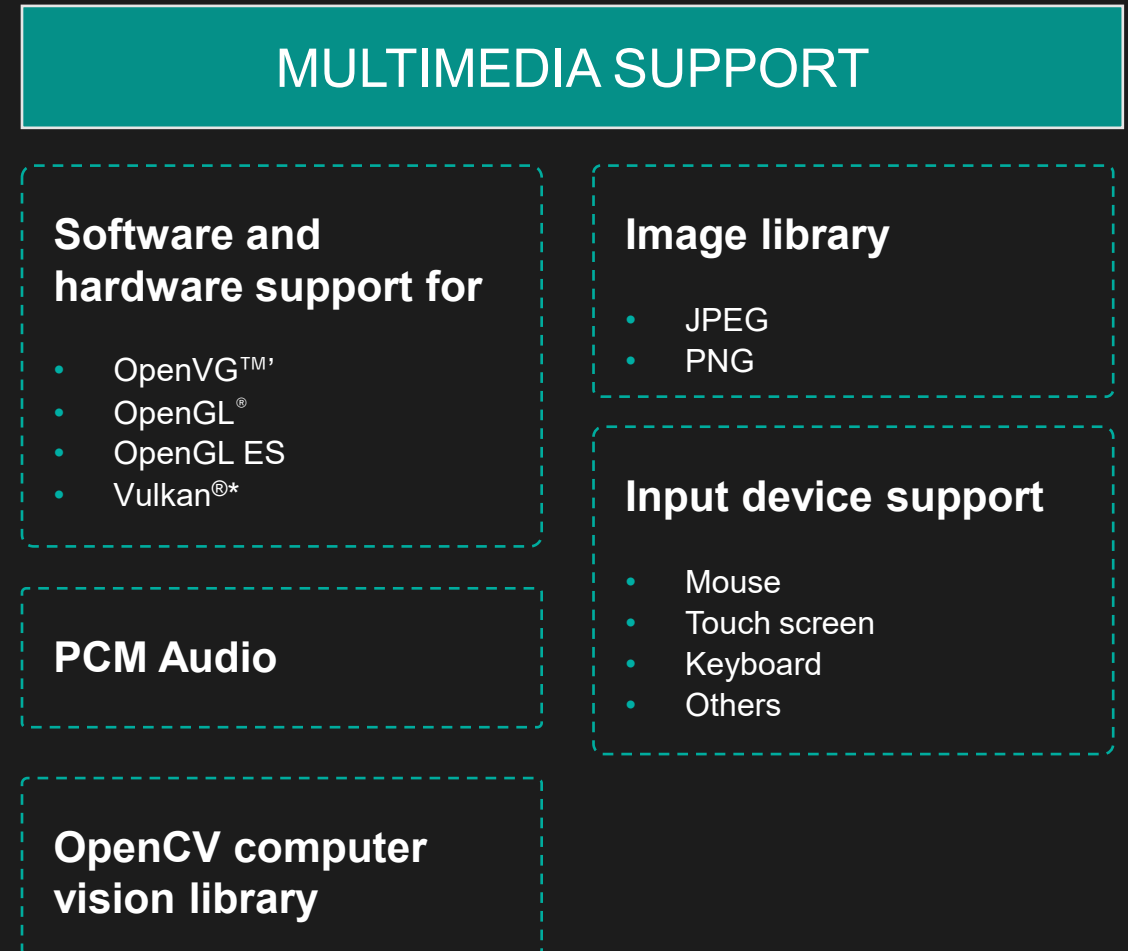 MULTIMEDIA SUPPORT
Software and
hardware support for
• OpenVG™’
• OpenGL®
• OpenGL ES
• Vulkan®*
PCM Audio
OpenCV computer
vision library
Image library
• JPEG
• PNG
Input device support
• Mouse
• Touch screen
• Keyboard
• Others